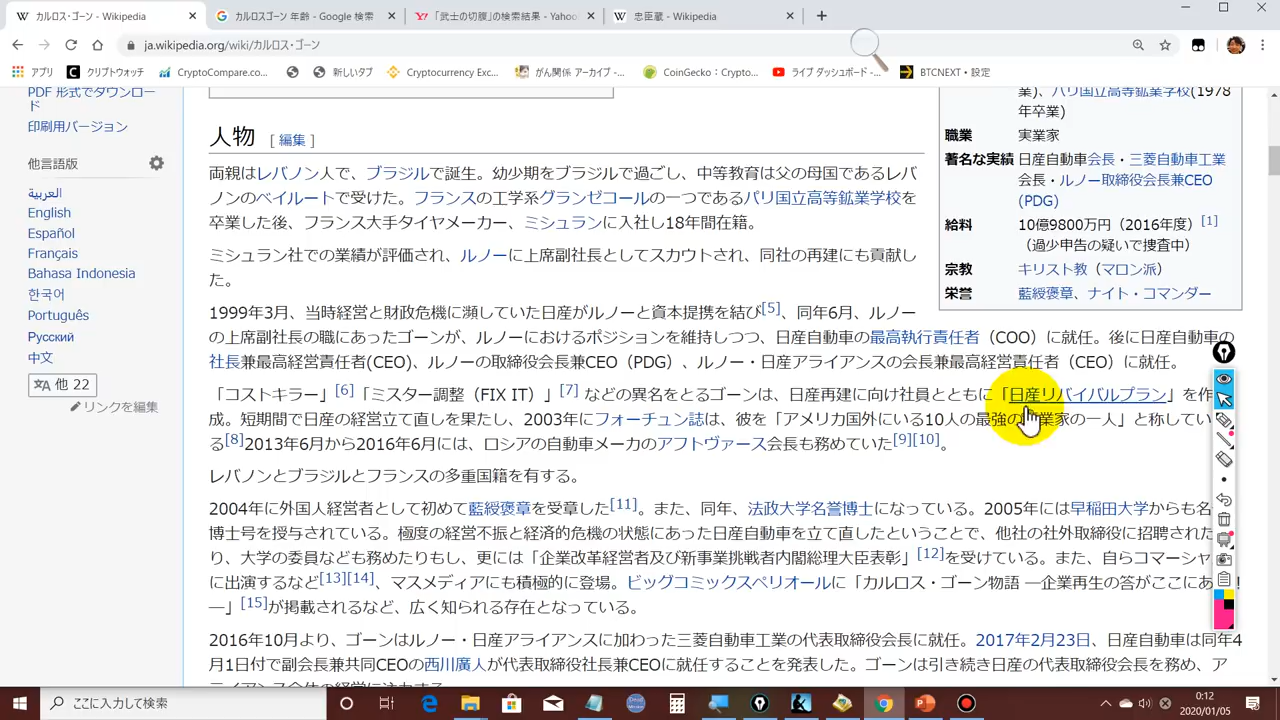 カルロス・ゴーン - Wikipedia
カルロスゴーン 年齢 - Google 検索
「武士の切腹」の検索結果 - Yahoo!
忠臣蔵 - Wikipedia
ja.wikipedia.org/wiki/カルロス・ゴーン
アプリ
クリプトウォッチ
CryptoCompare.co...
新しいタブ
Cryptocurrency Exc...
がん関係 アーカイブ -...
CoinGecko : Crypto...
ライブ ダッシュボード -...
BTCNEXT・設定
PDF 形式でダウンロー
ド
印刷用バージョン
他言語版
العربية
English
Español
Français
Bahasa Indonesia
한국어
Português
Русский
中文
他 22
リンクを編集
人物 [ 編集 ]
両親はレバノン人で、ブラジルで誕生。幼少期をブラジルで過ごし、中等教育は父の母国であるレバ
ノンのベイルートで受けた。フランスの工学系グランゼコールの一つであるパリ国立高等鉱業学校を
卒業した後、フランス大手タイヤメーカー、ミシュランに入社し18年間在籍。
ミシュラン社での業績が評価され、ルノーに上席副社長としてスカウトされ、同社の再建にも貢献し
た。
1999年3月、当時経営と財政危機に瀕していた日産がルノーと資本提携を結び[5]、同年6月、ルノー
の上席副社長の職にあったゴーンが、ルノーにおけるポジションを維持しつつ、日産自動車の最高執行責任者（COO）に就任。後に日産自動車の
社長兼最高経営責任者(CEO)、ルノーの取締役会長兼CEO（PDG）、ルノー・日産アライアンスの会長兼最高経営責任者（CEO）に就任。
「コストキラー」[6]「ミスター調整（FIX IT）」[7] などの異名をとるゴーンは、日産再建に向け社員とともに「日産リバイバルプラン」を作
成。短期間で日産の経営立て直しを果たし、2003年にフォーチュン誌は、彼を「アメリカ国外にいる10人の最強の 業家の一人」と称してい
る[8]2013年6月から2016年6月には、ロシアの自動車メーカのアフトヴァース会長も務めていた[9][10]。
レバノンとブラジルとフランスの多重国籍を有する。
2004年に外国人経営者として初めて藍綬褒章を受章した[11]。また、同年、法政大学名誉博士になっている。2005年には早稲田大学からも名
博士号を授与されている。極度の経営不振と経済的危機の状態にあった日産自動車を立て直したということで、他社の社外取締役に招聘された
り、大学の委員なども務めたりもし、更には「企業改革経営者及び新事業挑戦者内閣総理大臣表彰」[12]を受けている。また、自らコマーシャ
に出演するなど[13][14]、マスメディアにも積極的に登場。ビッグコミックスペリオールに「カルロス・ゴーン物語 ―企業再生の答がここにあ !
―」[15]が掲載されるなど、広く知られる存在となっている。
2016年10月より、ゴーンはルノー・日産アライアンスに加わった三菱自動車工業の代表取締役会長に就任。2017年2月23日、日産自動車は同年4
月1日付で副会長兼共同CEOの西川廣人が代表取締役社長兼CEOに就任することを発表した。ゴーンは引き続き日産の代表取締役会長を務め、ア
業)、パリ国立高等鉱業学校(1978
年卒業)
職業 実業家
著名な実績 日産自動車会長・三菱自動車工業
会長・ルノー取締役会長兼CEO
(PDG)
給料 10億9800万円（2016年度）[1]
（過少申告の疑いで捜査中）
宗教 キリスト教（マロン派）
栄誉 藍綬褒章、ナイト・コマンダー
ここに入力して検索
0:12
2020/01/05